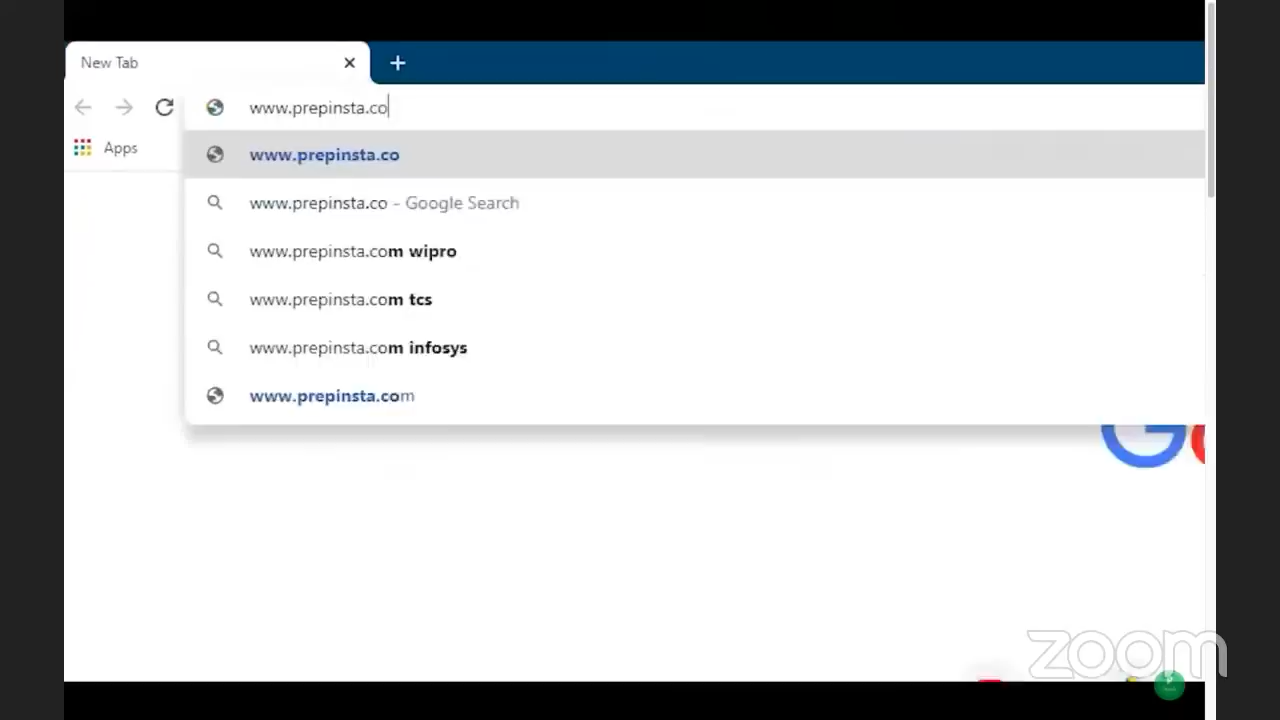 New Tab
www.prepinsta.co
Apps
www.prepinsta.co
www.prepinsta.co - Google Search
www.prepinsta.com wipro
www.prepinsta.com tcs
www.prepinsta.com infosys
www.prepinsta.com
Go
zoom